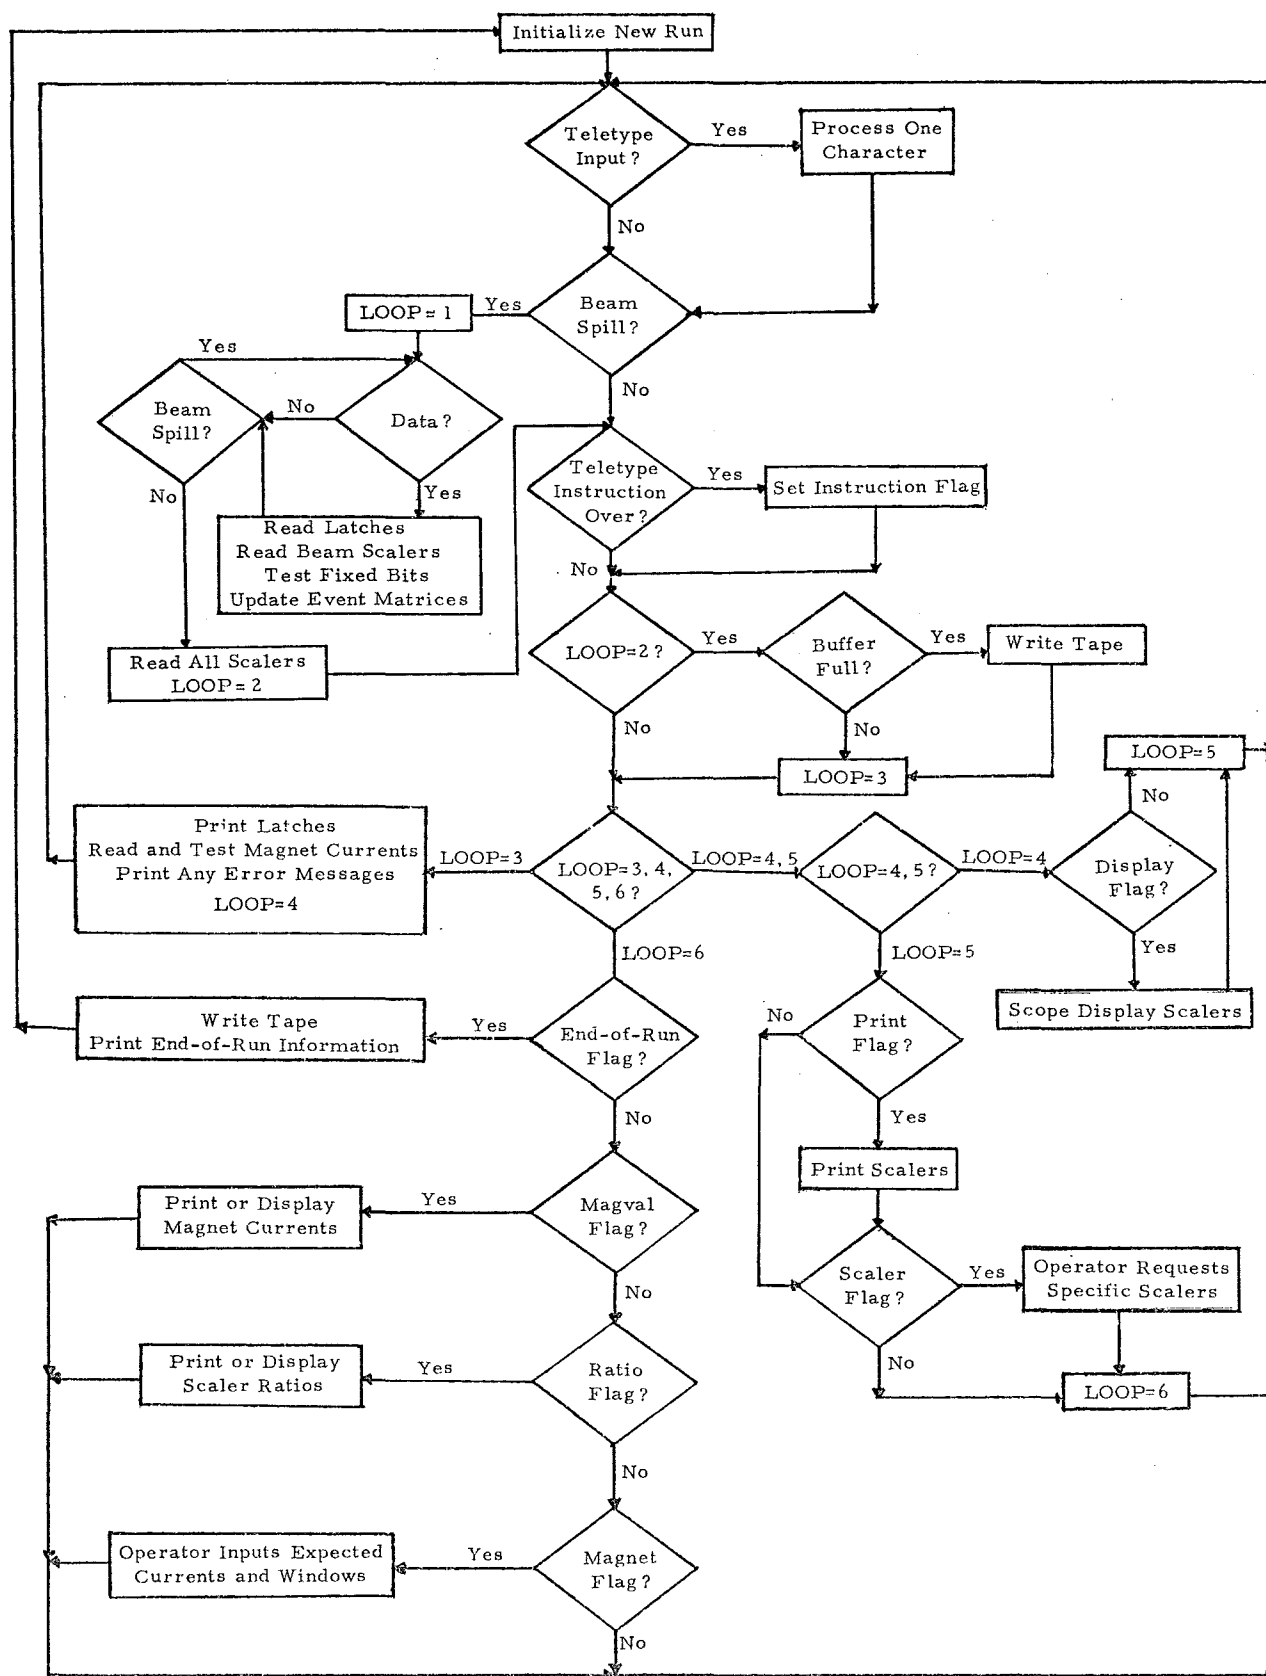 Initialize New Run
Teletype
Input?
Yes
Process One
Character
No
Beam
Spill?
Yes
LOOP= 1
No
Yes
Beam
Spill?
No
Data?
No
Yes
Read Latches
Read Beam Scalers
Test Fixed Bits
Update Event Matrices
Read All Scalers
LOOP= 2
Teletype
Instruction
Over?
Yes
Set Instruction Flag
No
LOOP=2?
Yes
Buffer
Full?
Yes
Write Tape
No
No
LOOP=3
LOOP=5
No
Print Latches
Read and Test Magnet Currents
Print Any Error Messages
LOOP=4
LOOP=3
LOOP=3, 4,
5, 6?
LOOP=4, 5
LOOP=4, 5?
LOOP=4
Display
Flag?
Yes
Scope Display Scalers
LOOP=6
LOOP=5
Write Tape
Print End-of-Run Information
Yes
End-of-Run
Flag?
No
No
Print
Flag?
Yes
Print Scalers
Print or Display
Magnet Currents
Yes
Magval
Flag?
No
Scaler
Flag?
Yes
Operator Requests
Specific Scalers
No
LOOP=6
Print or Display
Scaler Ratios
Yes
Ratio
Flag?
No
Operator Inputs Expected
Currents and Windows
Yes
Magnet
Flag?
No